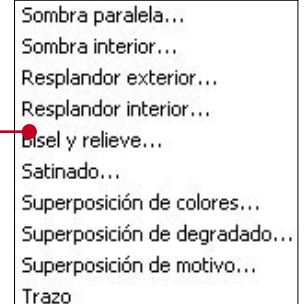 Sombra paralela...
Sombra interior...
Resplandor exterior...
Resplandor interior...
Bisel y relieve...
Satinado...
Superposición de colores...
Superposición de degradado...
Superposición de motivo...
Trazo